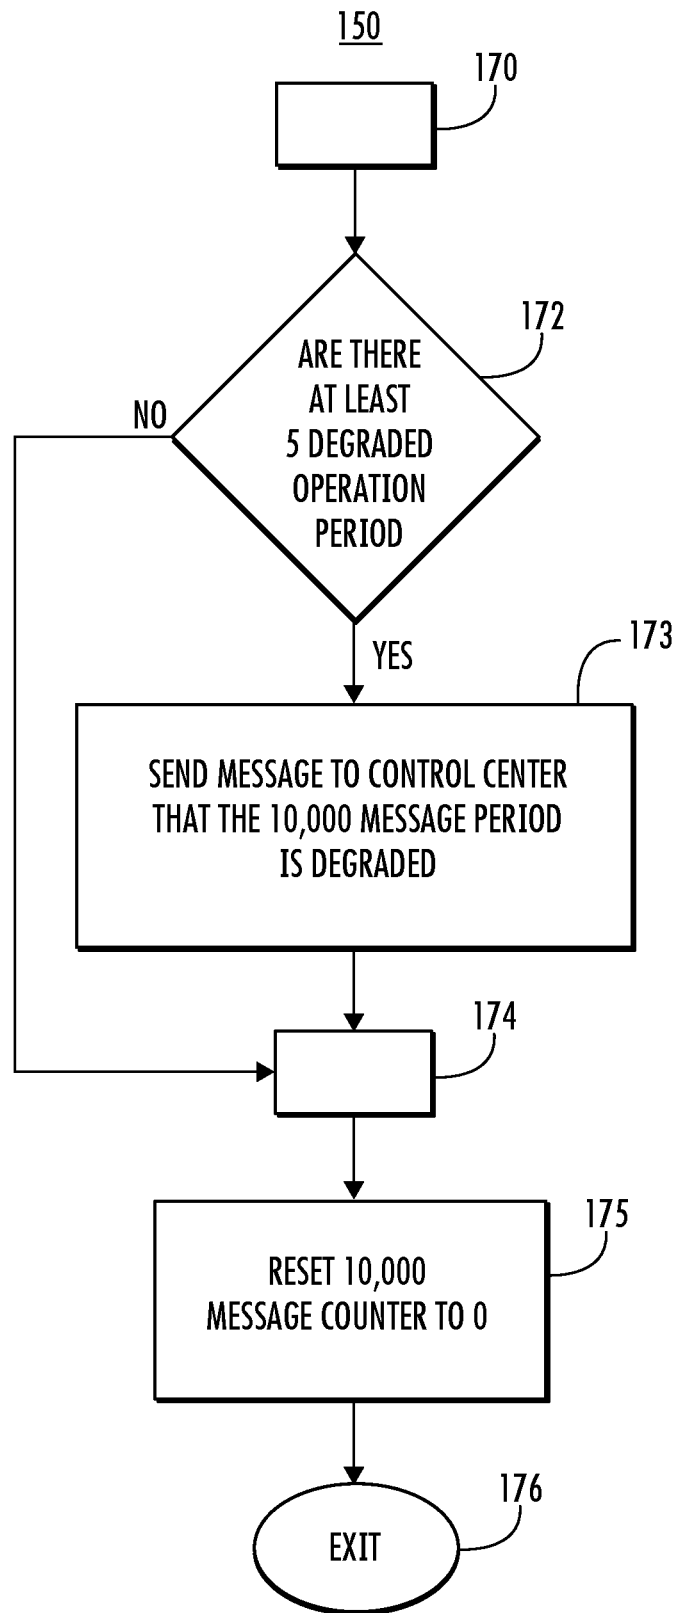 150
170
172
ARE THERE
AT LEAST
5 DEGRADED
OPERATION
PERIOD
NO
YES
173
SEND MESSAGE TO CONTROL CENTER
THAT THE 10,000 MESSAGE PERIOD
IS DEGRADED
174
175
RESET 10,000
MESSAGE COUNTER TO 0
176
EXIT